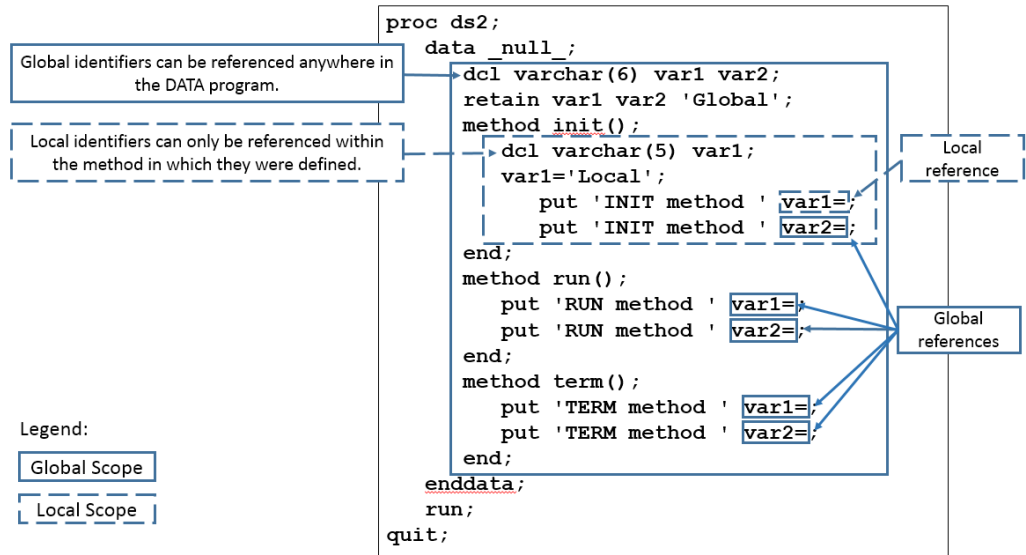 proc ds2;
data _null_;
Global identifiers can be referenced anywhere in
the DATA program.
dcl varchar(6) var1 var2;
retain var1 var2 'Global';
method init();
Local identifiers can only be referenced within
the method in which they were defined.
dcl varchar(5) var1;
var1='Local';
put 'INIT method ' var1=;
put 'INIT method ' var2=;
Local
reference
end;
method run();
put 'RUN method ' var1=;
put 'RUN method ' var2=;
end;
Global
references
method term();
put 'TERM method ' var1=;
put 'TERM method ' var2=;
end;
enddata;
run;
quit;
Legend:
Global Scope
Local Scope